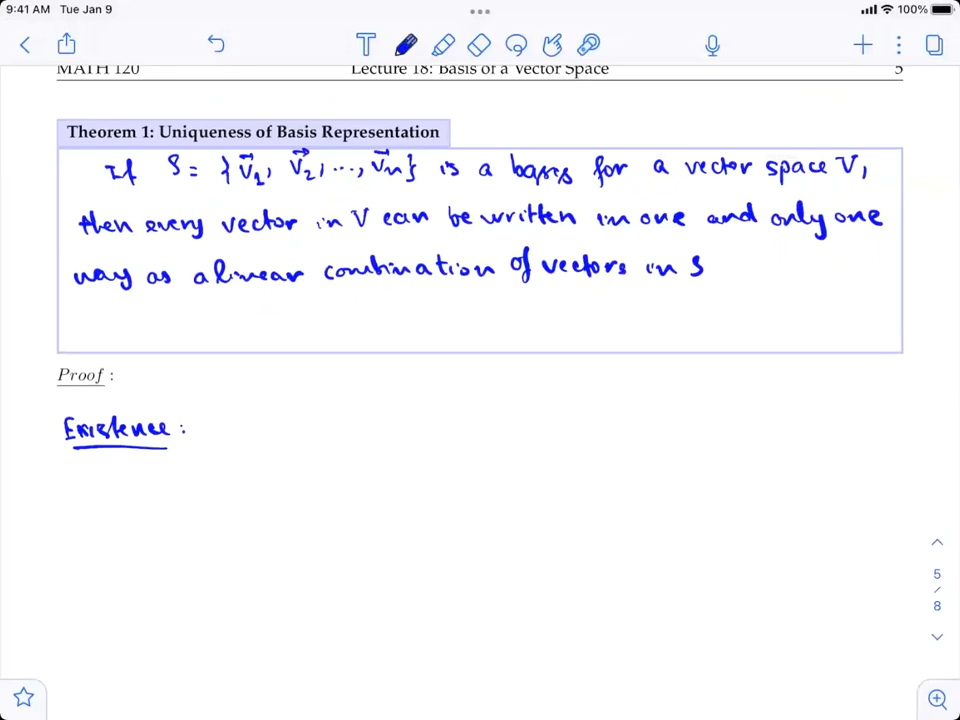 9:41 AM Tue Jan 9
100%
MATH 120 Lecture 18: Basis of a Vector Space 5
Theorem 1: Uniqueness of Basis Representation
If S = {v⃗₁, v⃗₂, ..., v⃗ₙ} is a basis for a vector space V,
then every vector in V can be written in one and only one
way as a linear combination of vectors in S
Proof :
Existence :
5
/
8